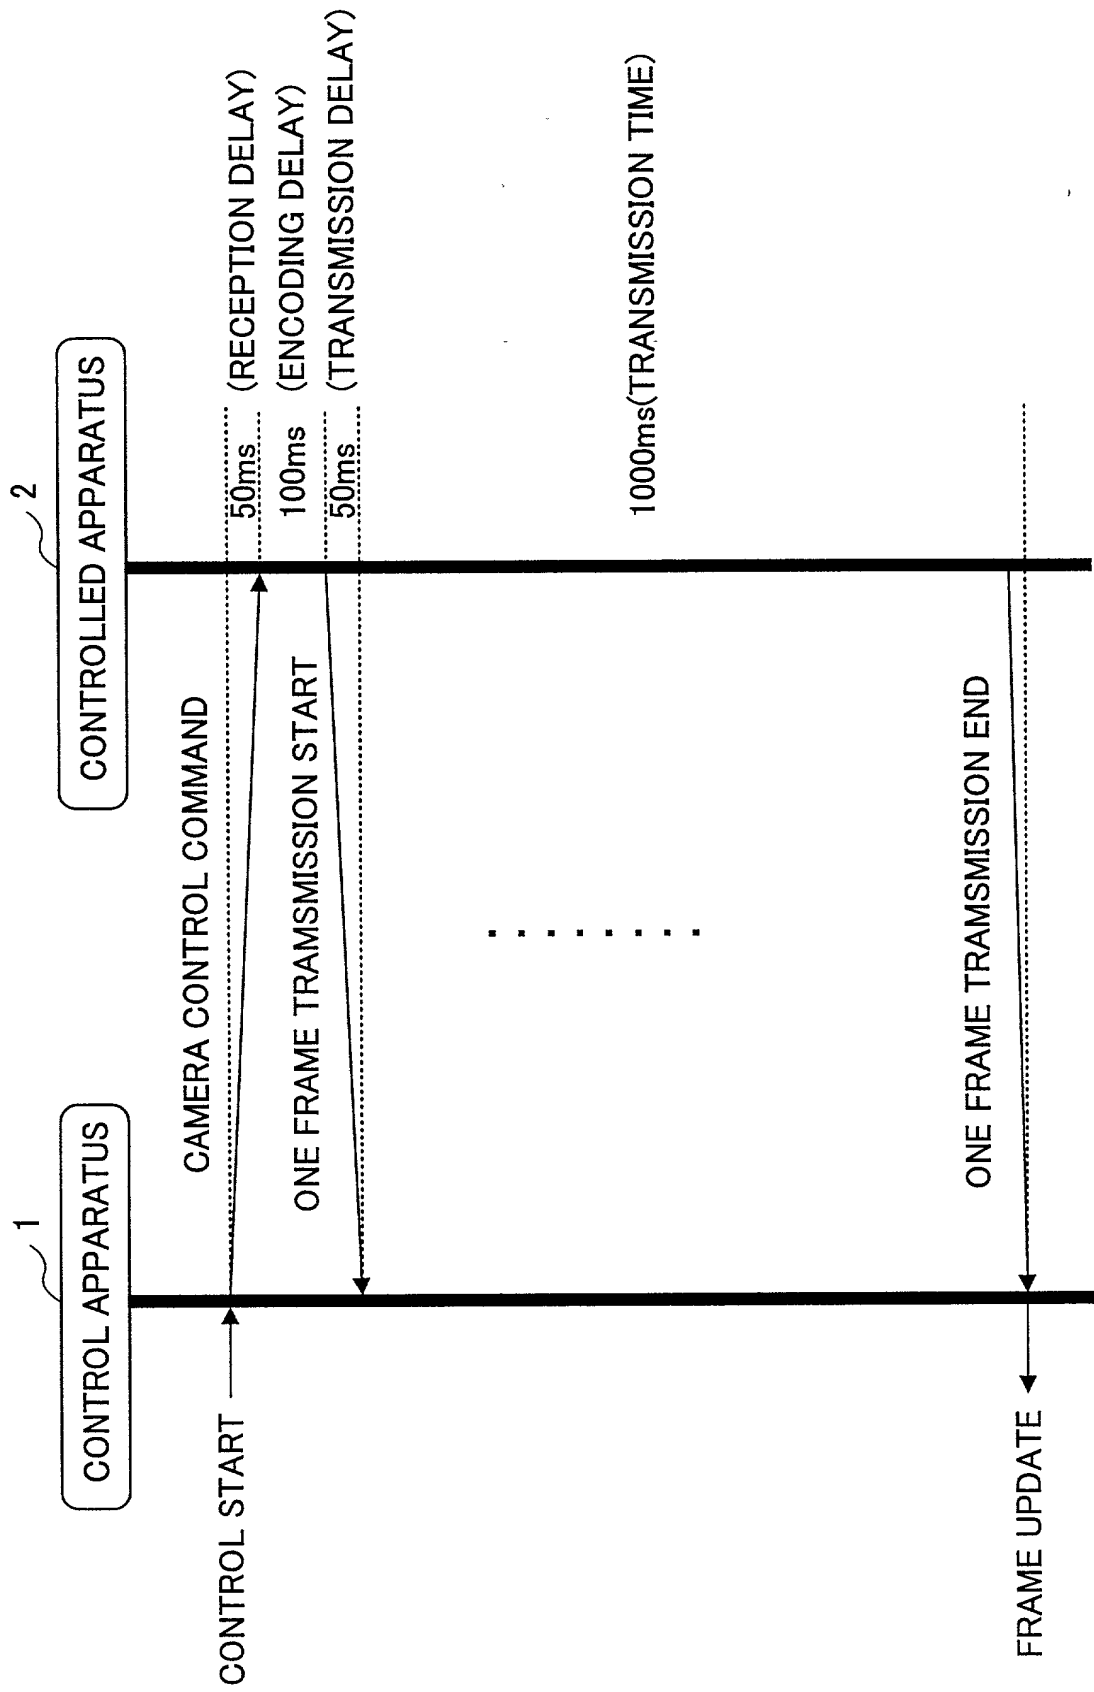 1
CONTROL APPARATUS
2
CONTROLLED APPARATUS
CONTROL START
CAMERA CONTROL COMMAND
50ms (RECEPTION DELAY)
100ms (ENCODING DELAY)
ONE FRAME TRAMSMISSION START
50ms (TRANSMISSION DELAY)
1000ms(TRANSMISSION TIME)
ONE FRAME TRAMSMISSION END
FRAME UPDATE